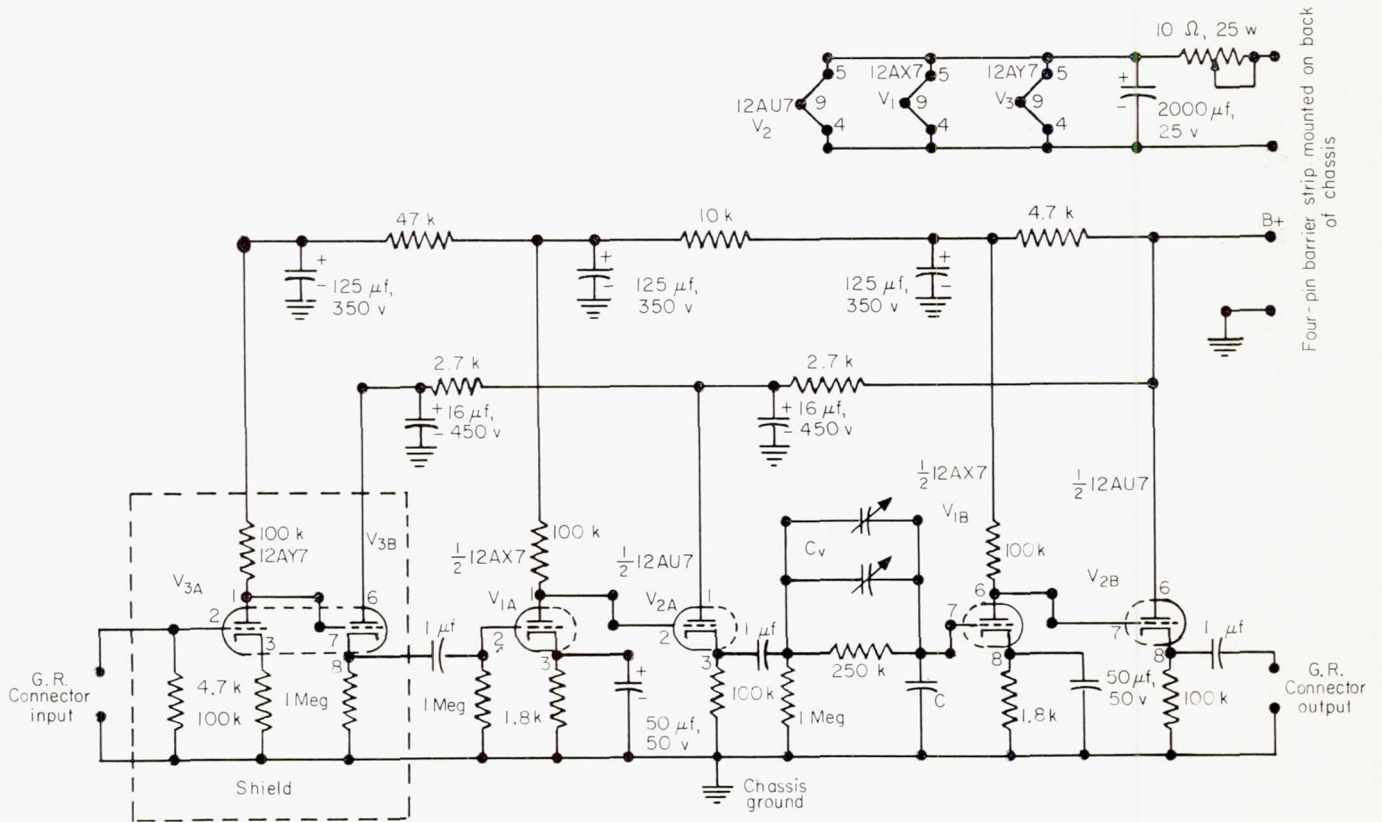 10 Ω, 25 w
12AU7
V2
5
9
4
12AX7
V1
5
9
4
12AY7
V3
5
9
4
+
-
2000 μf,
25 v
Four-pin barrier strip mounted on back
of chassis
47 k
10 k
4.7 k
B+
+
- 125 μf,
350 v
+
-
125 μf,
350 v
+
-
125 μf,
350 v
2.7 k
2.7 k
+ 16 μf,
- 450 v
+ 16 μf,
- 450 v
100 k
12AY7
V3A
V3B
1
2
3
6
7
8
1/2 12AX7
100 k
V1A
1
2
3
1/2 12AU7
V2A
1
2
3
Cv
1/2 12AX7
V1B
100 k
6
7
8
1/2 12AU7
V2B
6
7
8
G.R.
Connector
input
4.7 k
100 k
1 Meg
1 μf
1 Meg
1.8 k
+
-
50 μf,
50 v
100 k
1 μf
1 Meg
250 k
C
1.8 k
50 μf,
50 v
100 k
1 μf
G.R.
Connector
output
Shield
Chassis
ground